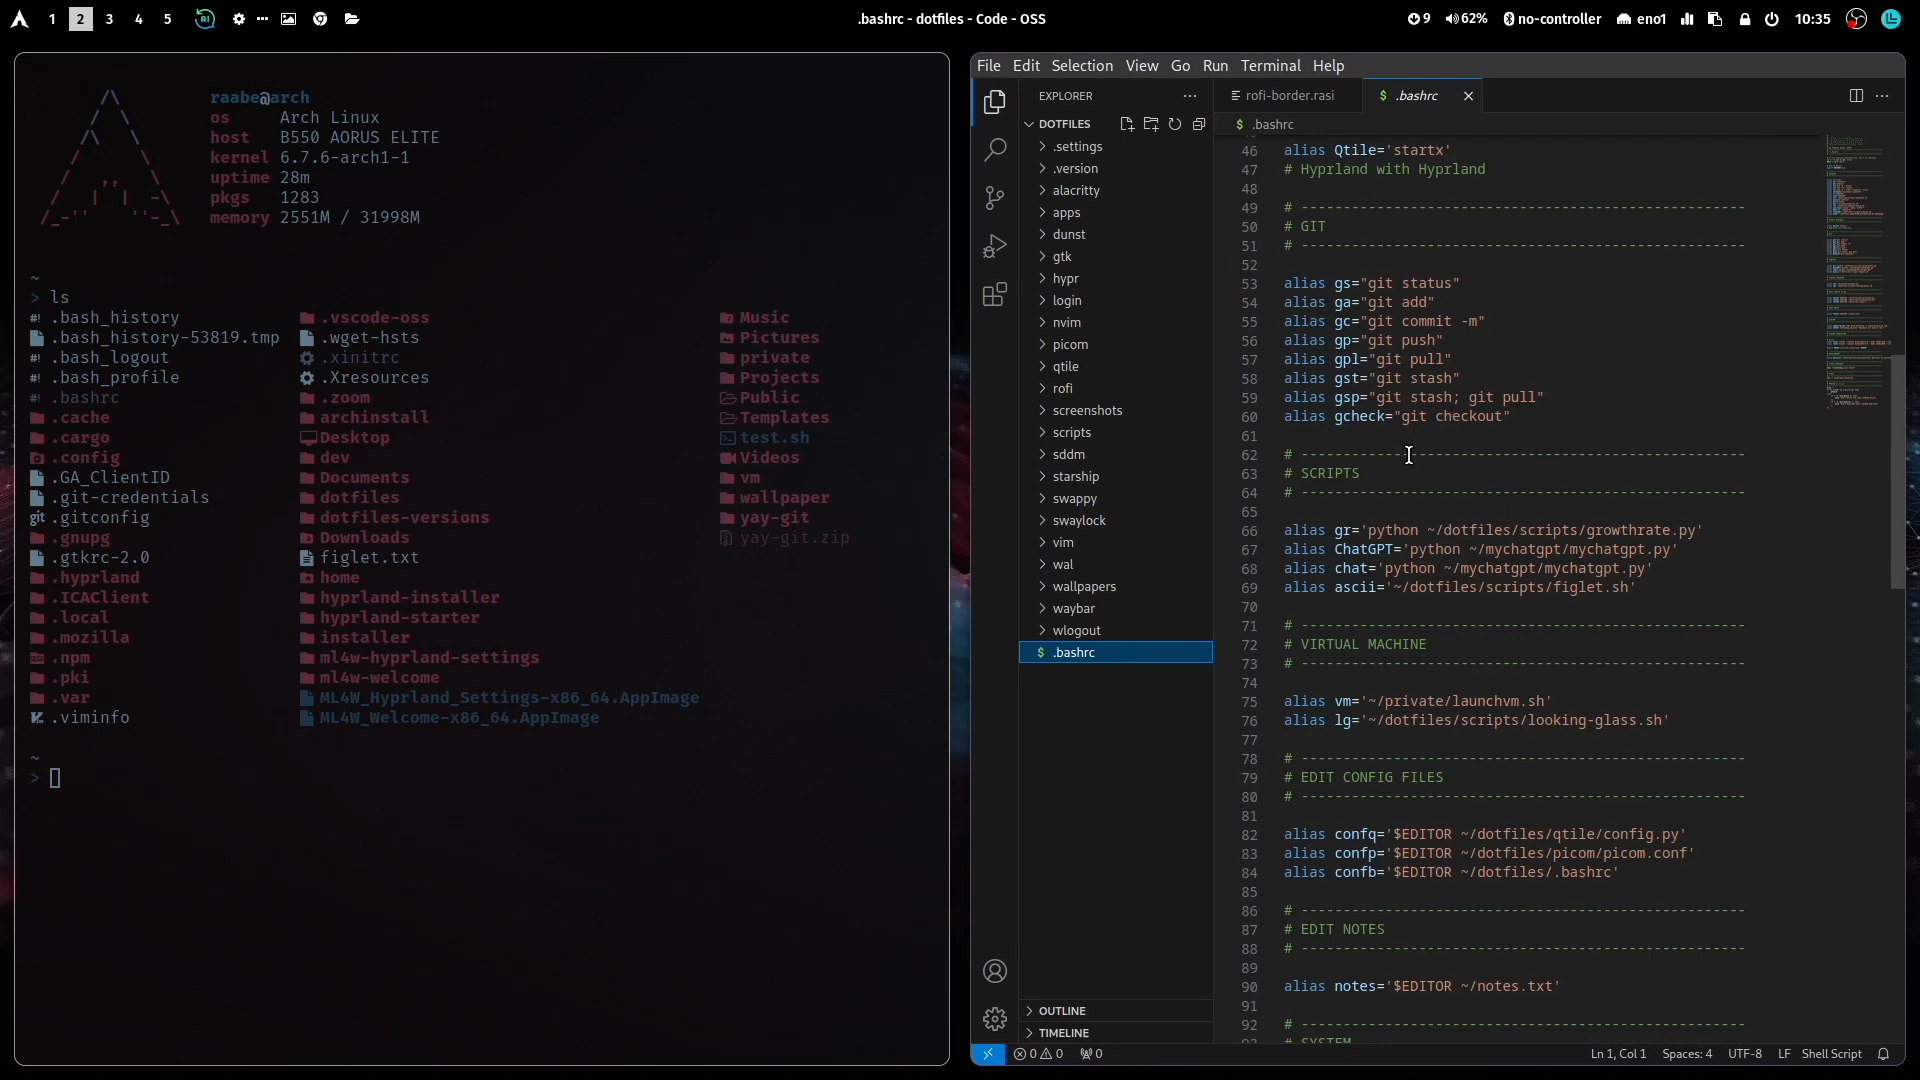 1 2 3 4 5 AI .bashrc - dotfiles - Code - OSS 9 62% no-controller eno1 10:35
raabe@arch
os Arch Linux
host B550 AORUS ELITE
kernel 6.7.6-arch1-1
uptime 28m
pkgs 1283
memory 2551M / 31998M
~
> ls
.bash_history .vscode-oss Music
.bash_history-53819.tmp .wget-hsts Pictures
.bash_logout .xinitrc private
.bash_profile .Xresources Projects
.bashrc .zoom Public
.cache archinstall Templates
.cargo Desktop test.sh
.config dev Videos
.GA_ClientID Documents vm
.git-credentials dotfiles wallpaper
.gitconfig dotfiles-versions yay-git
.gnupg Downloads yay-git.zip
.gtkrc-2.0 figlet.txt
.hyprland home
.ICAClient hyprland-installer
.local hyprland-starter
.mozilla installer
.npm ml4w-hyprland-settings
.pki ml4w-welcome
.var ML4W_Hyprland_Settings-x86_64.AppImage
.viminfo ML4W_Welcome-x86_64.AppImage
~
>
File Edit Selection View Go Run Terminal Help
EXPLORER
DOTFILES
.settings
.version
alacritty
apps
dunst
gtk
hypr
login
nvim
picom
qtile
rofi
screenshots
scripts
sddm
starship
swappy
swaylock
vim
wal
wallpapers
waybar
wlogout
$ .bashrc
OUTLINE
TIMELINE
rofi-border.rasi $ .bashrc
$ .bashrc
46 alias Qtile='startx'
47 # Hyprland with Hyprland
48
49 # -----------------------------------------------------
50 # GIT
51 # -----------------------------------------------------
52
53 alias gs="git status"
54 alias ga="git add"
55 alias gc="git commit -m"
56 alias gp="git push"
57 alias gpl="git pull"
58 alias gst="git stash"
59 alias gsp="git stash; git pull"
60 alias gcheck="git checkout"
61
62 # -----------------------------------------------------
63 # SCRIPTS
64 # -----------------------------------------------------
65
66 alias gr='python ~/dotfiles/scripts/growthrate.py'
67 alias ChatGPT='python ~/mychatgpt/mychatgpt.py'
68 alias chat='python ~/mychatgpt/mychatgpt.py'
69 alias ascii='~/dotfiles/scripts/figlet.sh'
70
71 # -----------------------------------------------------
72 # VIRTUAL MACHINE
73 # -----------------------------------------------------
74
75 alias vm='~/private/launchvm.sh'
76 alias lg='~/dotfiles/scripts/looking-glass.sh'
77
78 # -----------------------------------------------------
79 # EDIT CONFIG FILES
80 # -----------------------------------------------------
81
82 alias confq='$EDITOR ~/dotfiles/qtile/config.py'
83 alias confp='$EDITOR ~/dotfiles/picom/picom.conf'
84 alias confb='$EDITOR ~/dotfiles/.bashrc'
85
86 # -----------------------------------------------------
87 # EDIT NOTES
88 # -----------------------------------------------------
89
90 alias notes='$EDITOR ~/notes.txt'
91
92 # -----------------------------------------------------
93 # SYSTEM
0 0 0 Ln 1, Col 1 Spaces: 4 UTF-8 LF Shell Script